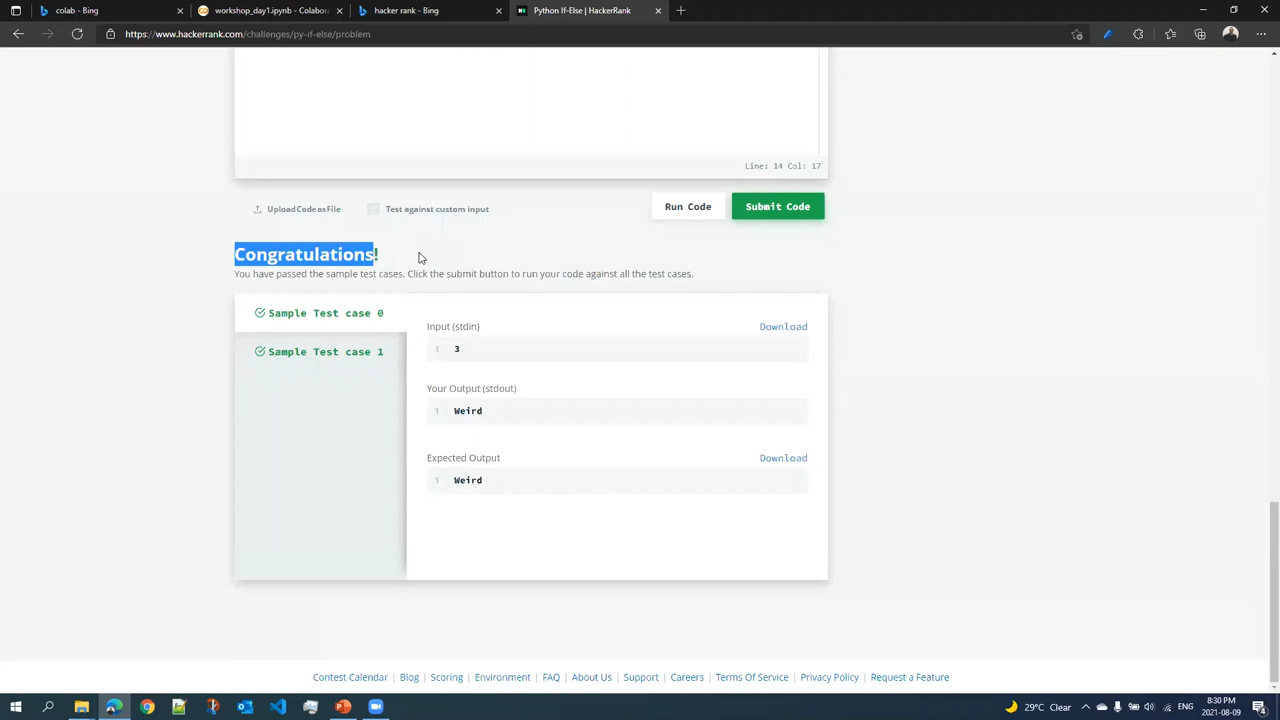 colab - Bing
workshop_day1.ipynb - Colabora
hacker rank - Bing
Python If-Else | HackerRank
https://www.hackerrank.com/challenges/py-if-else/problem
Line: 14 Col: 17
Upload Code as File
Test against custom input
Run Code
Submit Code
Congratulations!
You have passed the sample test cases. Click the submit button to run your code against all the test cases.
Sample Test case 0
Sample Test case 1
Input (stdin)
Download
1 3
Your Output (stdout)
1 Weird
Expected Output
Download
1 Weird
Contest Calendar | Blog | Scoring | Environment | FAQ | About Us | Support | Careers | Terms Of Service | Privacy Policy | Request a Feature
29°C Clear
ENG
8:30 PM
2021-08-09
4